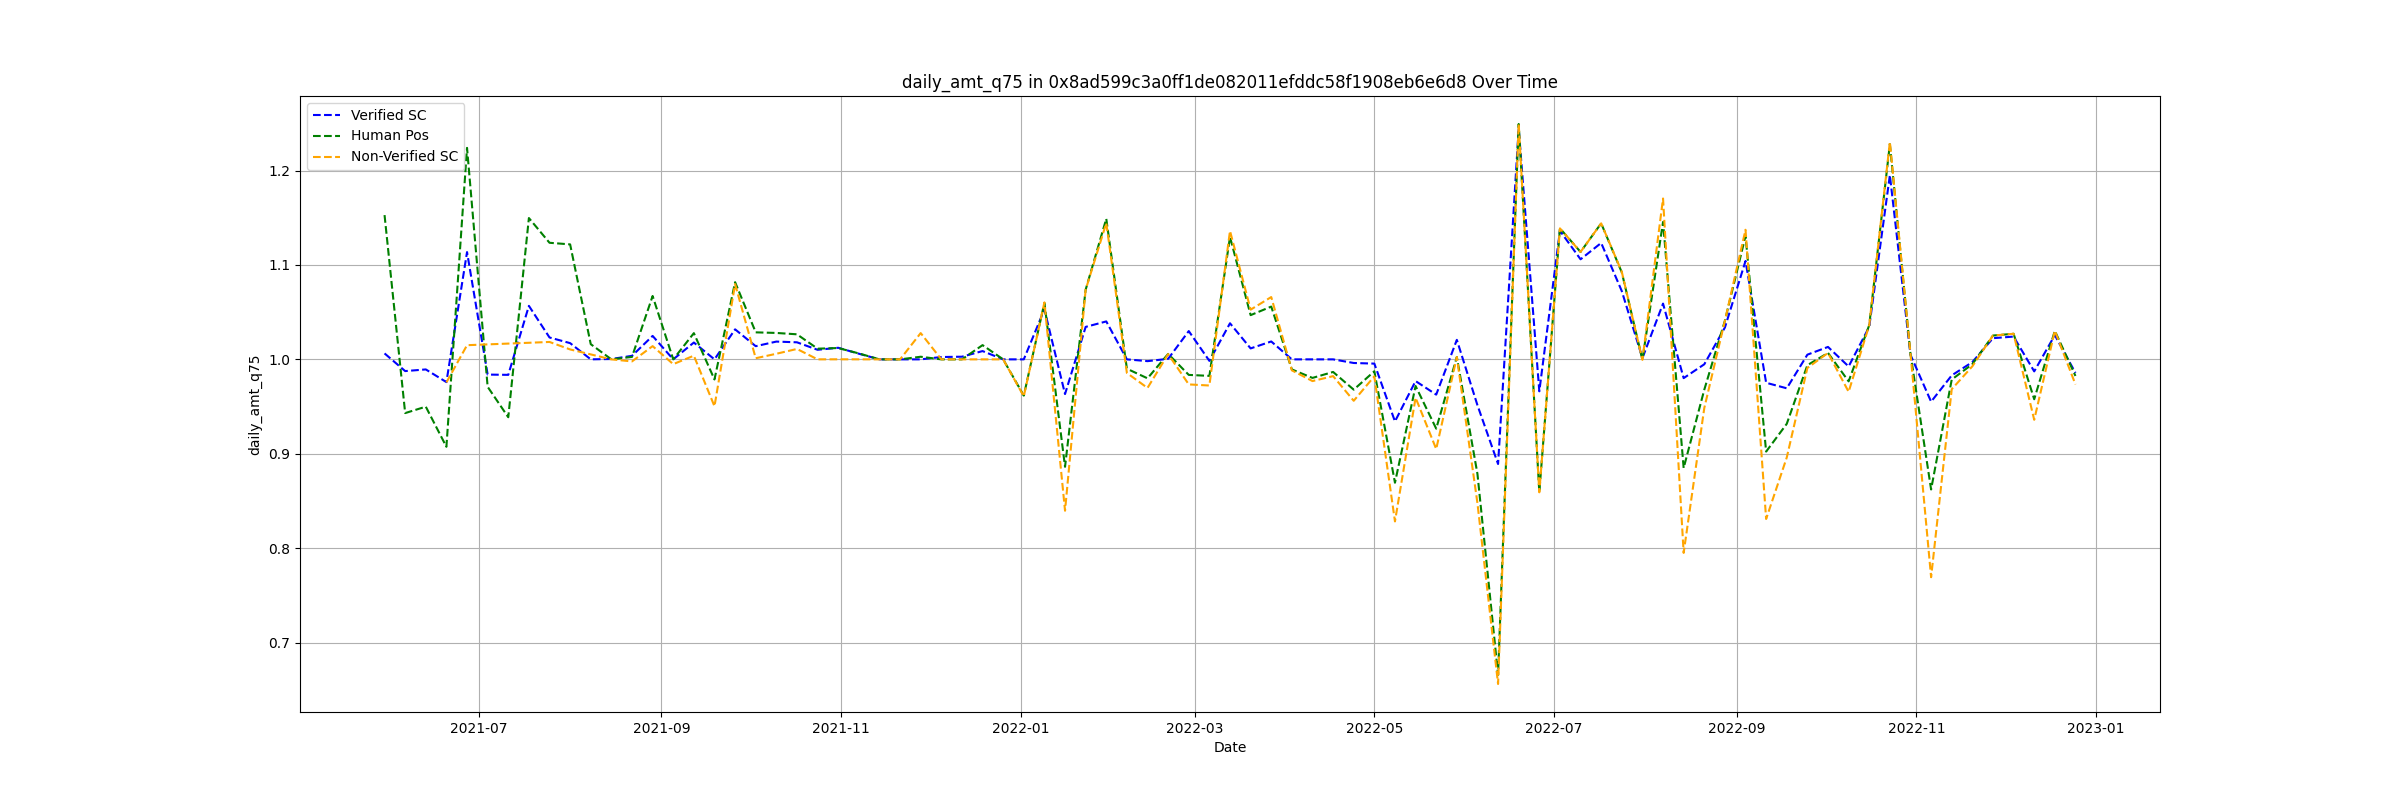 daily_amt_q75 in 0x8ad599c3a0ff1de082011efddc58f1908eb6e6d8 Over Time
Verified SC
Human Pos
Non-Verified SC
daily_amt_q75
1.2
1.1
1.0
0.9
0.8
0.7
2021-07
2021-09
2021-11
2022-01
2022-03
2022-05
2022-07
2022-09
2022-11
2023-01
Date